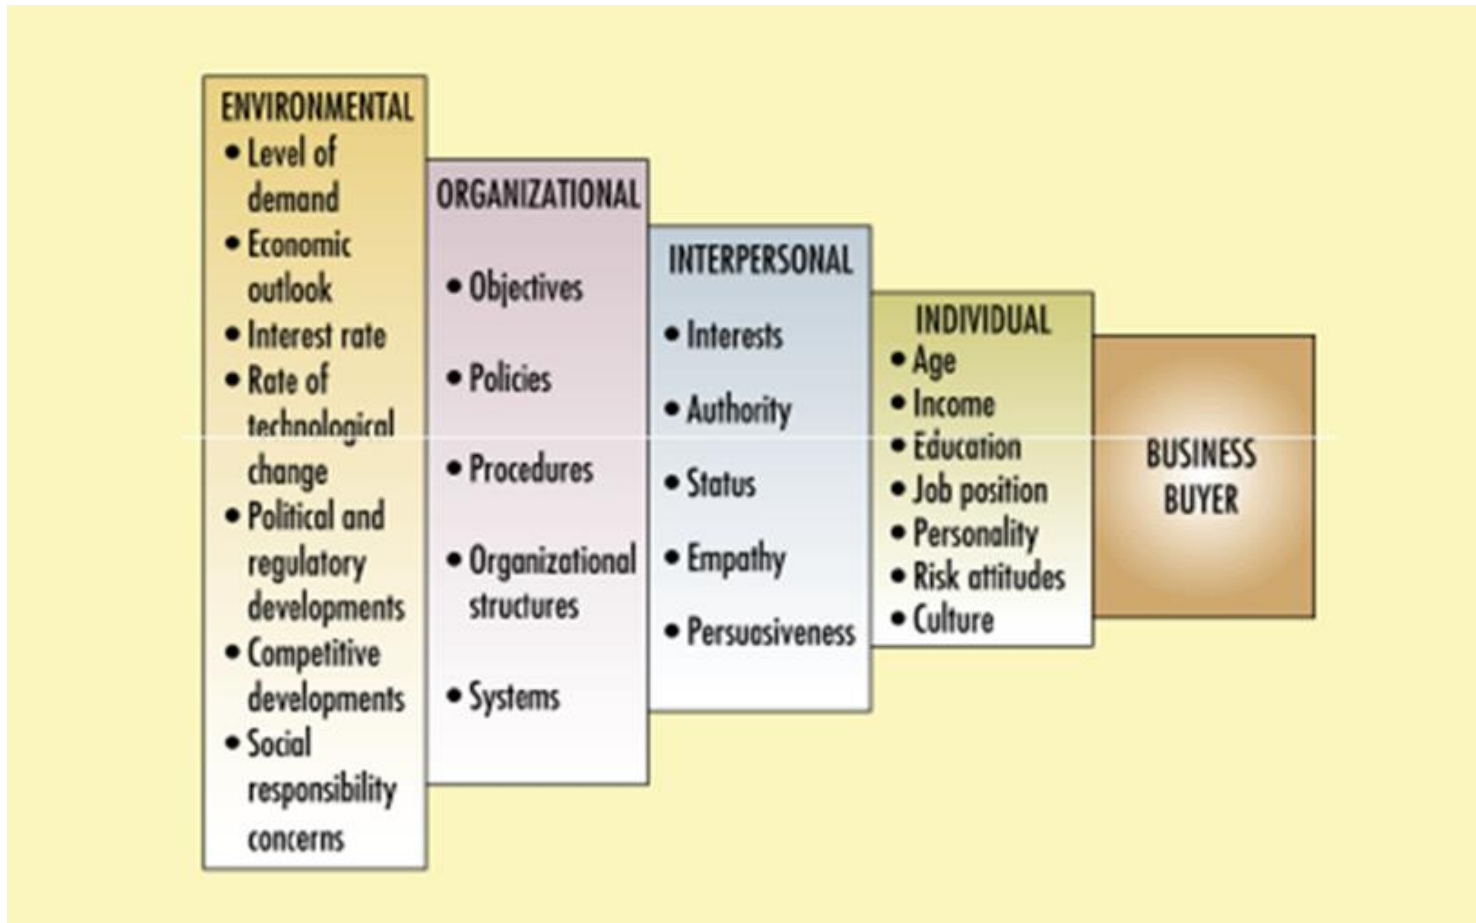 ENVIRONMENTAL
• Level of
demand
• Economic
outlook
• Interest rate
• Rate of
technological
change
• Political and
regulatory
developments
• Competitive
developments
• Social
responsibility
concerns
ORGANIZATIONAL
• Objectives
• Policies
• Procedures
• Organizational
structures
• Systems
INTERPERSONAL
• Interests
• Authority
• Status
• Empathy
• Persuasiveness
INDIVIDUAL
• Age
• Income
• Education
• Job position
• Personality
• Risk attitudes
• Culture
BUSINESS
BUYER